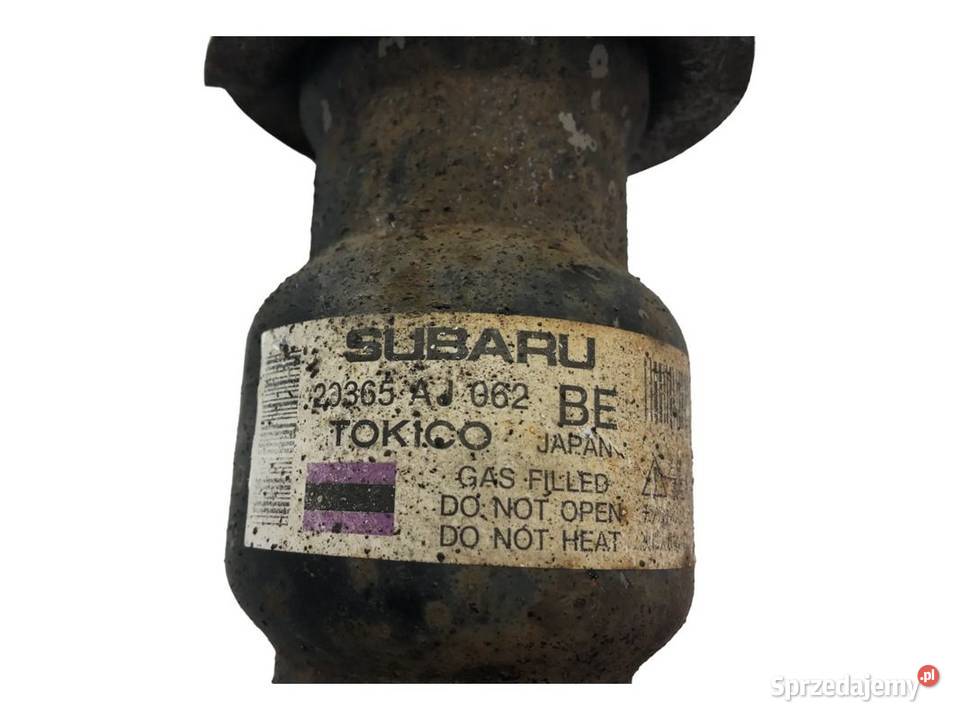 SUBARU
20365 AJ 062 BE
TOKICO JAPAN
GAS FILLED
DO NOT OPEN
DO NOT HEAT
Sprzedajemy.pl